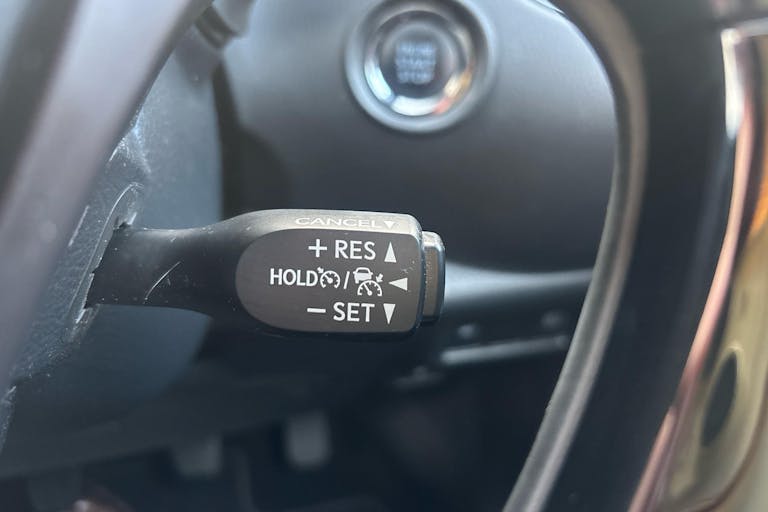 CANCEL▼
+ RES ▲
HOLD / ◄
− SET ▼